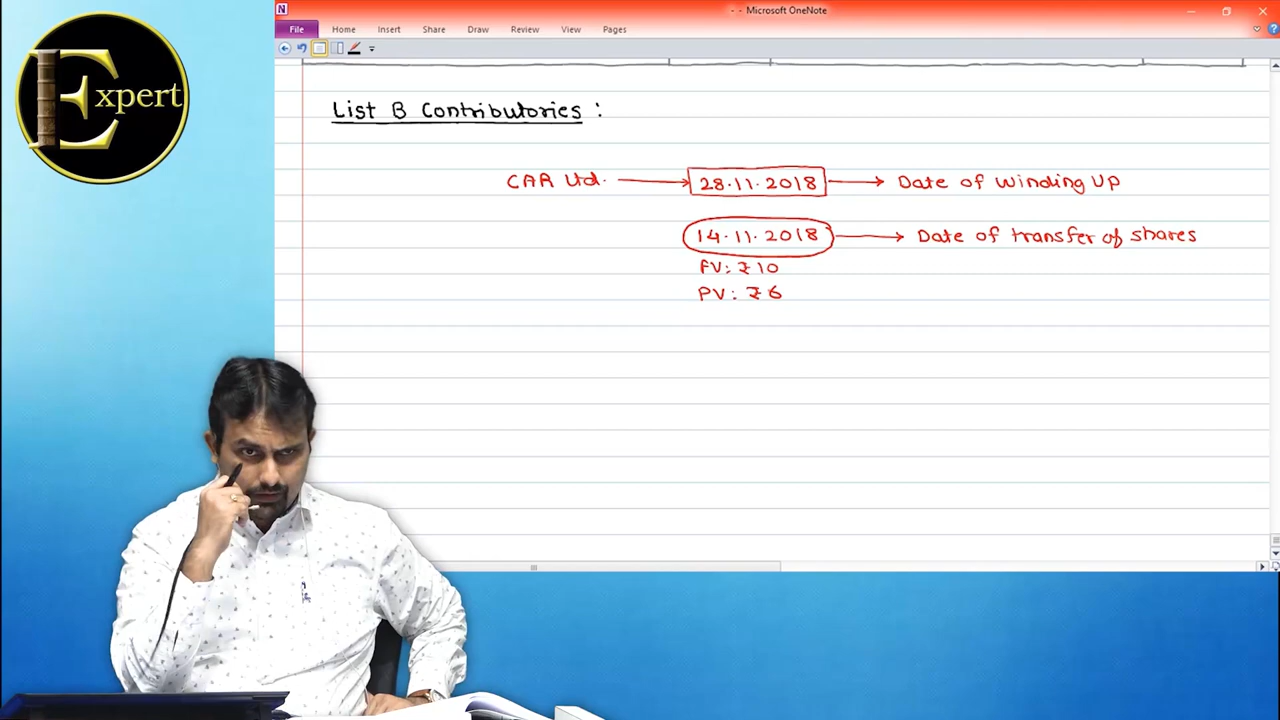 Expert
- - Microsoft OneNote
File Home Insert Share Draw Review View Pages
List B Contributories :
CAR Ltd. 28.11.2018 Date of Winding UP
14.11.2018 Date of transfer of shares
FV: ₹10
PV: ₹6